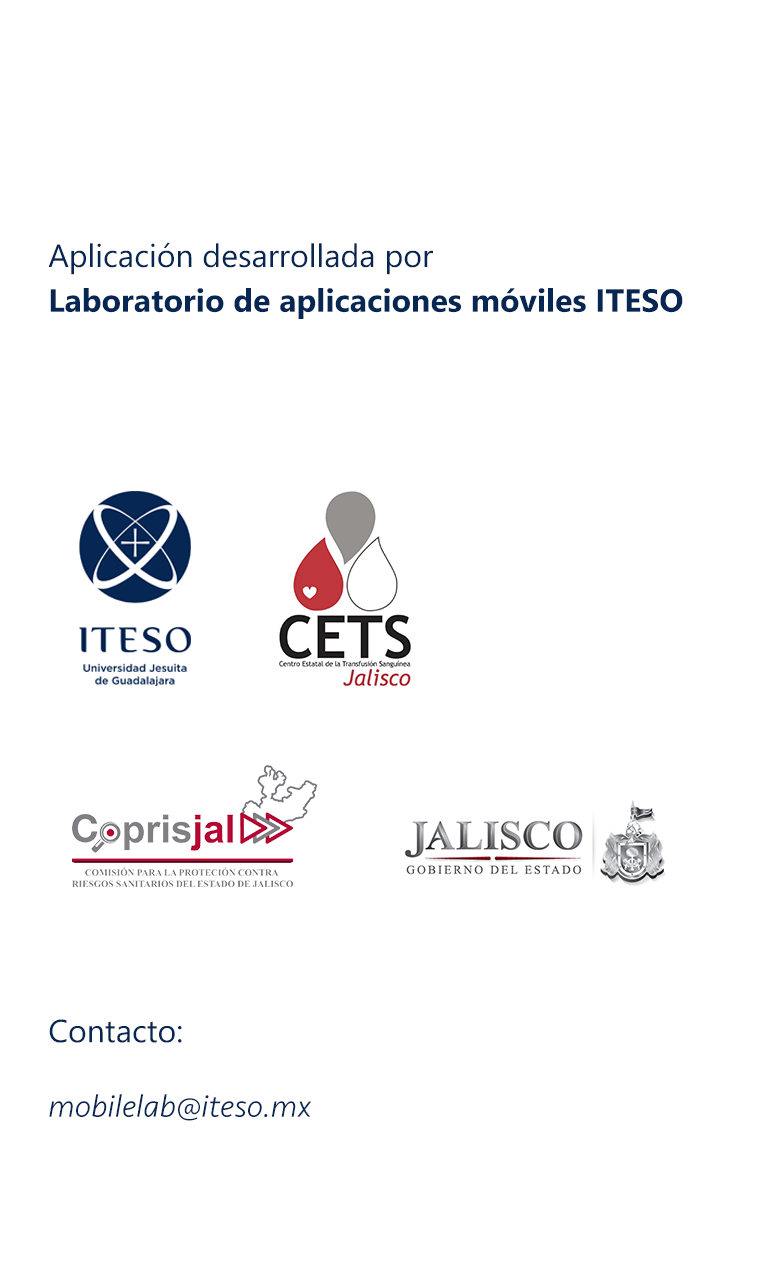 Aplicación desarrollada por
Laboratorio de aplicaciones móviles ITESO
ITESO
Universidad Jesuita
de Guadalajara
CETS
Centro Estatal de la Transfusión Sanguínea
Jalisco
Coprisjal
COMISIÓN PARA LA PROTECIÓN CONTRA
RIESGOS SANITARIOS DEL ESTADO DE JALISCO
JALISCO
GOBIERNO DEL ESTADO
Contacto:
mobilelab@iteso.mx